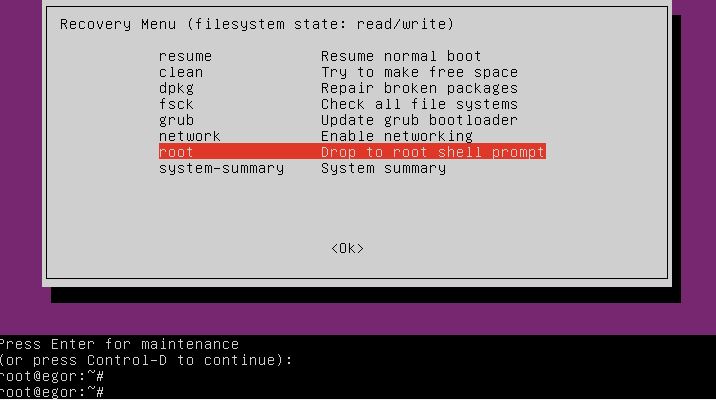 Recovery Menu (filesystem state: read/write)
resume Resume normal boot
clean Try to make free space
dpkg Repair broken packages
fsck Check all file systems
grub Update grub bootloader
network Enable networking
root Drop to root shell prompt
system-summary System summary
<Ok>
Press Enter for maintenance
(or press Control-D to continue):
root@egor:~#
root@egor:~#